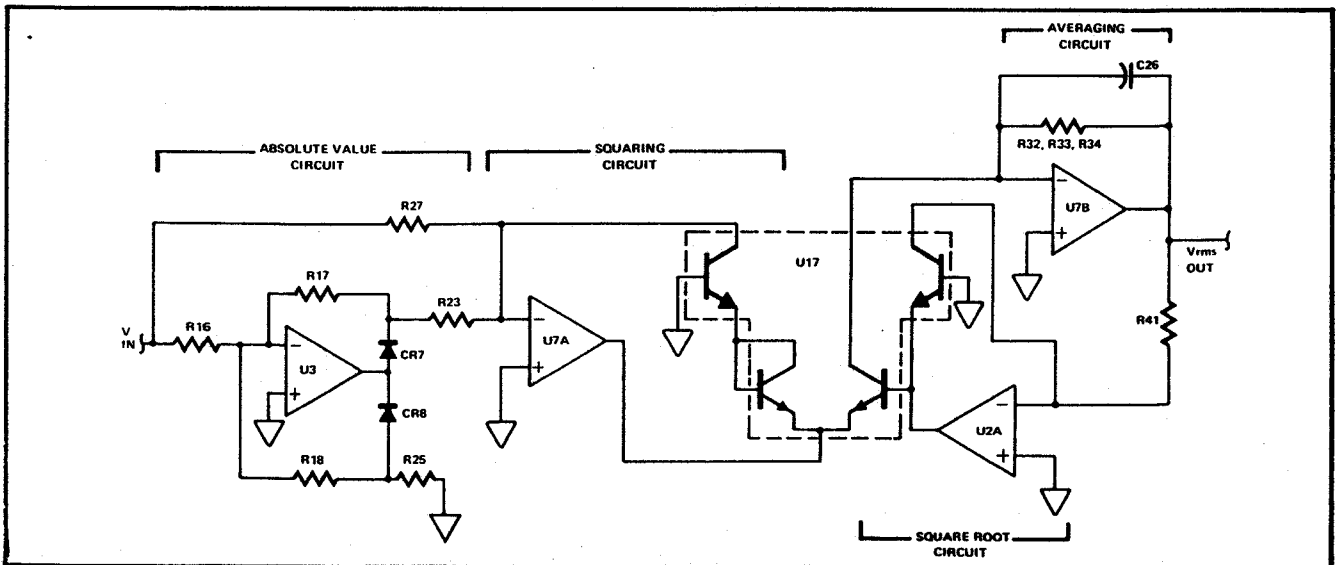 AVERAGING
CIRCUIT
C26
ABSOLUTE VALUE
CIRCUIT
SQUARING
CIRCUIT
R32, R33, R34
R27
U7B
U17
Vrms
OUT
R17
R23
R41
V
IN
R16
U7A
U3
CR7
CR8
U2A
R18
R25
SQUARE ROOT
CIRCUIT